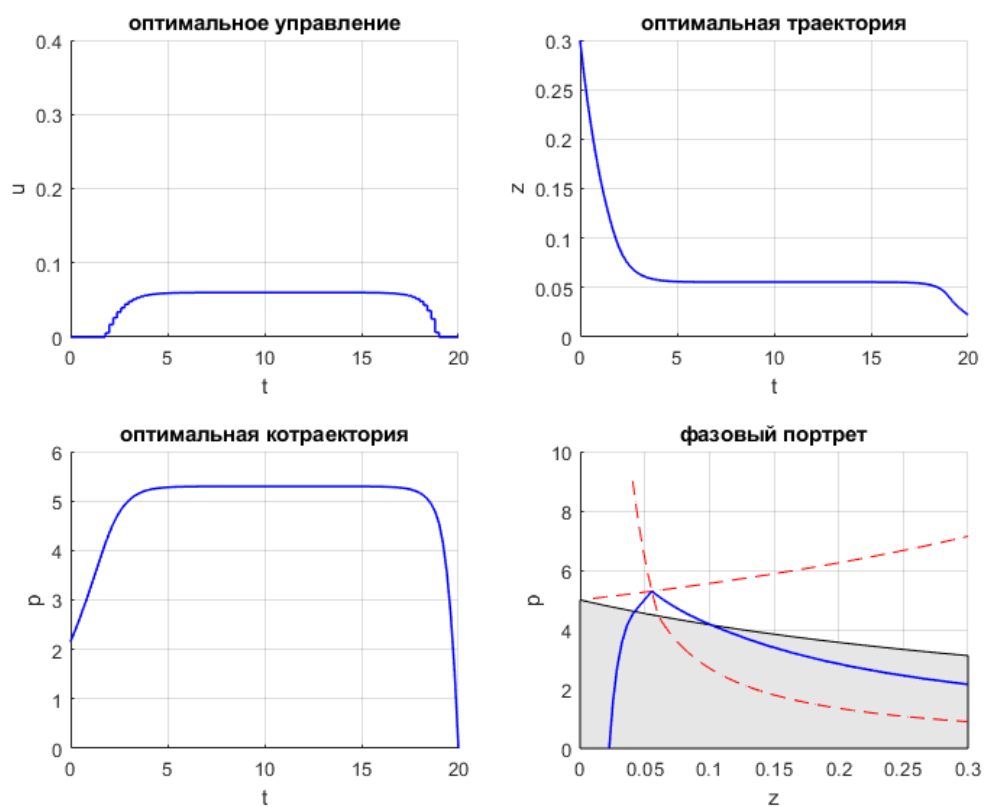 оптимальное управление
0.4
0.3
0.2
0.1
0
u
0 5 10 15 20
t
оптимальная траектория
0.3
0.25
0.2
0.15
0.1
0.05
0
z
0 5 10 15 20
t
оптимальная котраектория
6
5
4
3
2
1
0
p
0 5 10 15 20
t
фазовый портрет
10
8
6
4
2
0
p
0 0.05 0.1 0.15 0.2 0.25 0.3
z